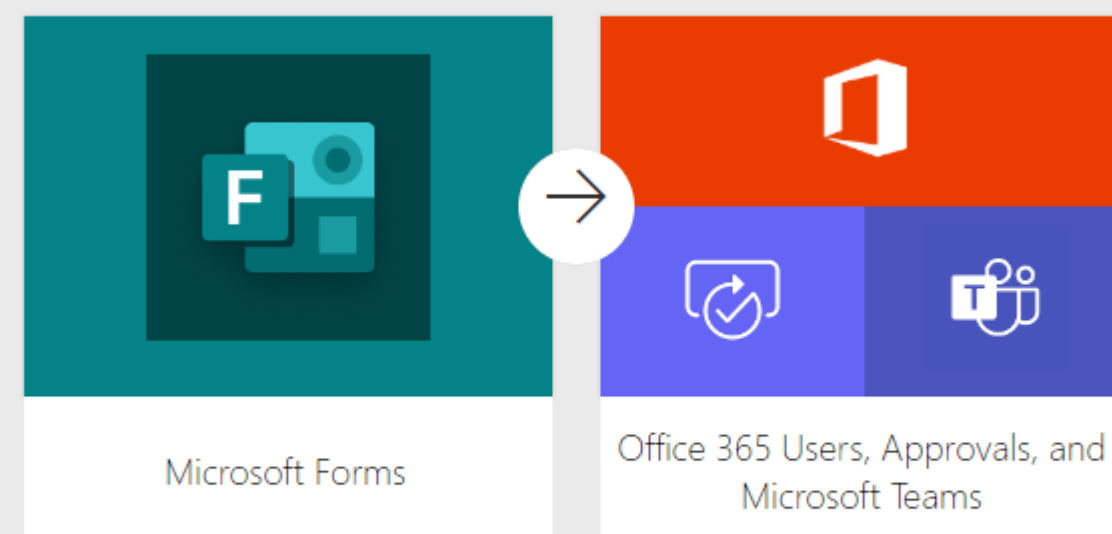 F
T
Microsoft Forms
Office 365 Users, Approvals, and
Microsoft Teams